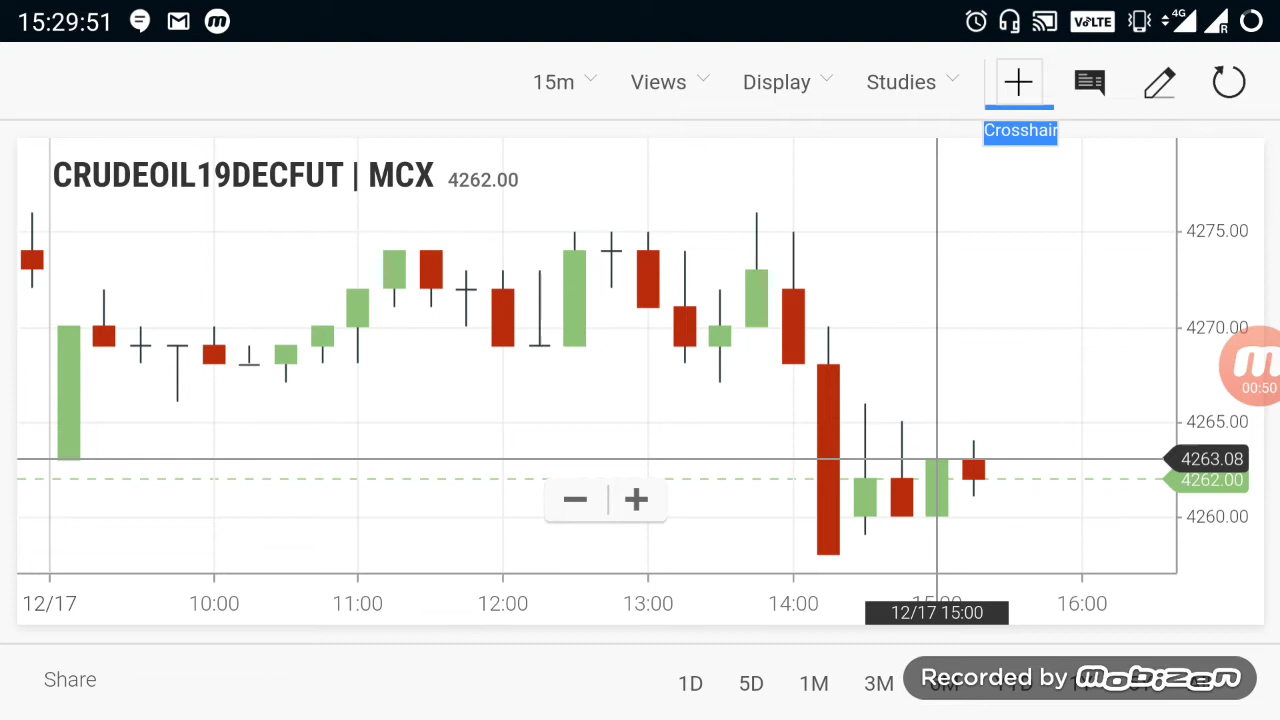 15:29:51
4G
VoLTE
R
15m Views Display Studies
Crosshair
CRUDEOIL19DECFUT | MCX 4262.00
4275.00
4270.00
00:50
4265.00
4263.08
4262.00
4260.00
12/17 10:00 11:00 12:00 13:00 14:00 15:00 16:00
12/17 15:00
Share 1D 5D 1M 3M
Recorded by mobizen